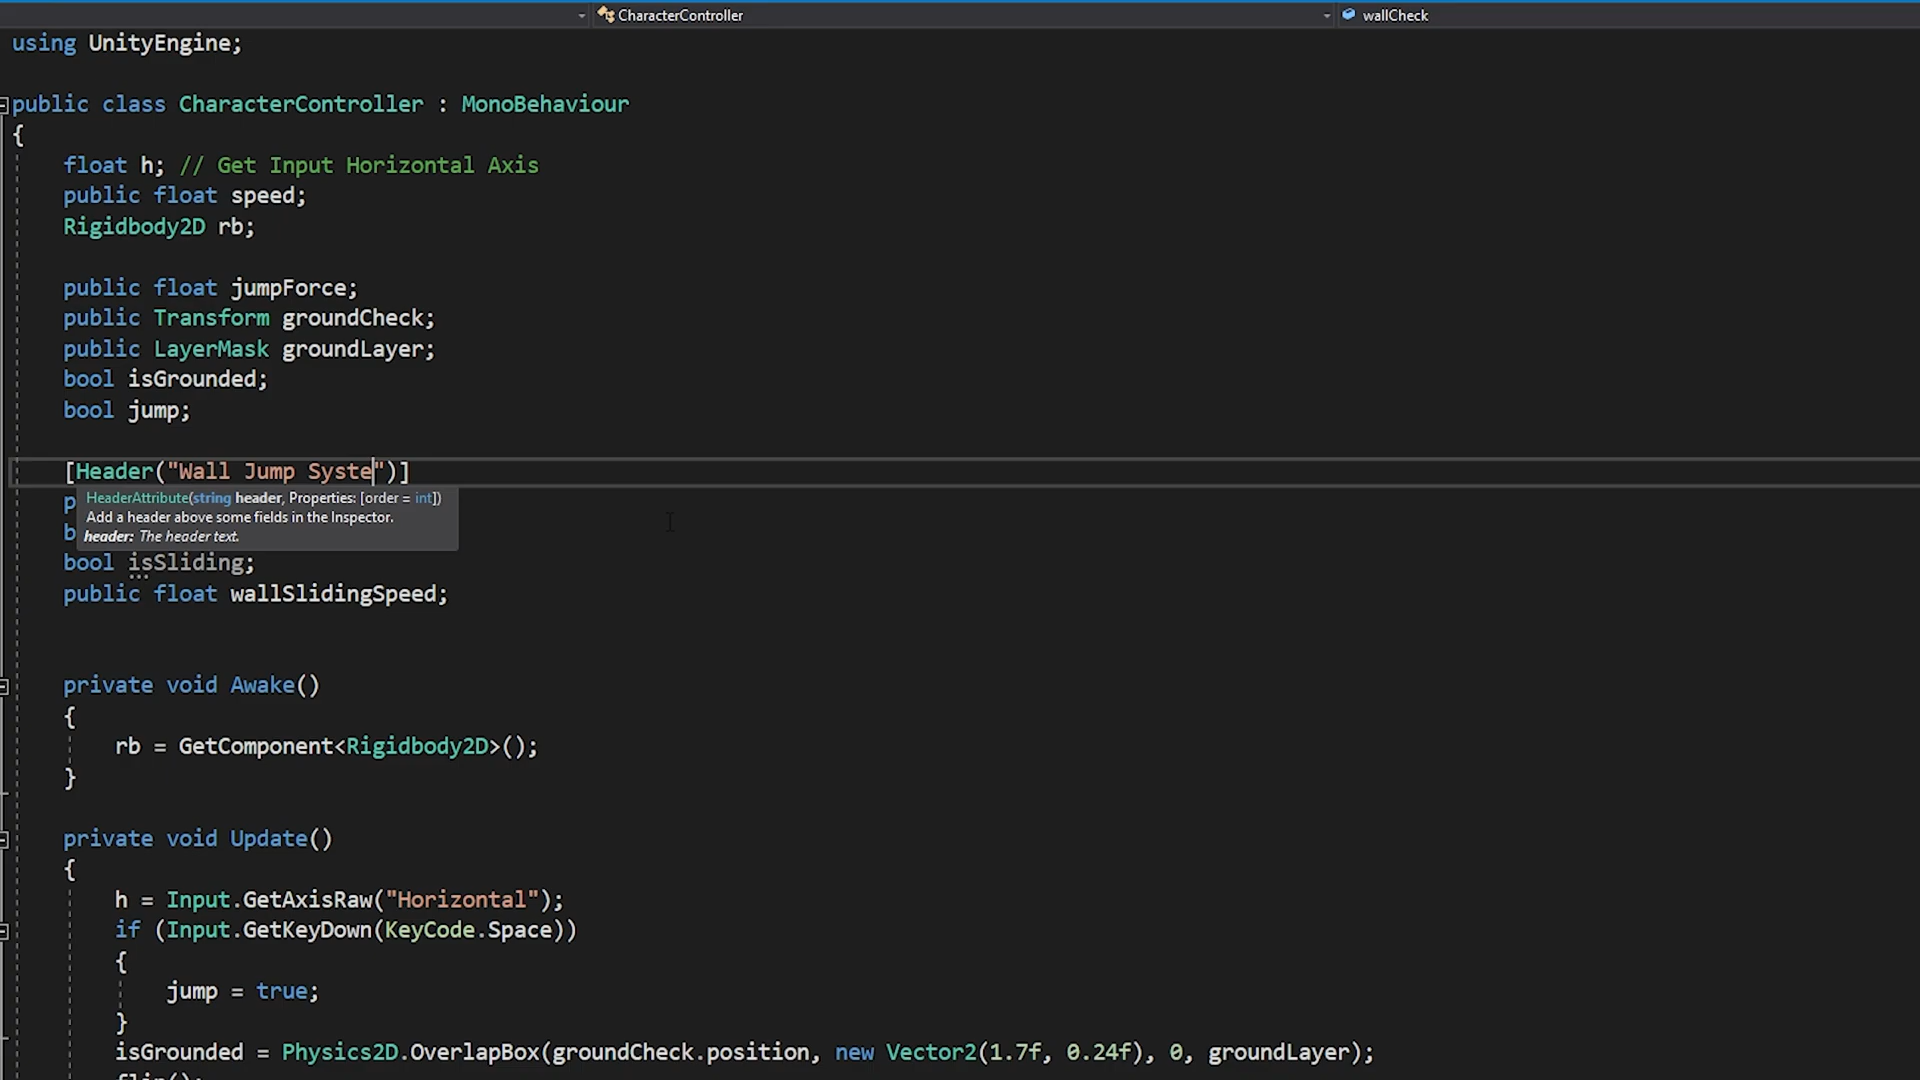 CharacterController wallCheck
using UnityEngine;
public class CharacterController : MonoBehaviour
{
float h; // Get Input Horizontal Axis
public float speed;
Rigidbody2D rb;
public float jumpForce;
public Transform groundCheck;
public LayerMask groundLayer;
bool isGrounded;
bool jump;
[Header("Wall Jump Syste")]
p
HeaderAttribute(string header, Properties: [order = int])
Add a header above some fields in the Inspector.
b
header: The header text.
bool isSliding;
public float wallSlidingSpeed;
private void Awake()
{
rb = GetComponent<Rigidbody2D>();
}
private void Update()
{
h = Input.GetAxisRaw("Horizontal");
if (Input.GetKeyDown(KeyCode.Space))
{
jump = true;
}
isGrounded = Physics2D.OverlapBox(groundCheck.position, new Vector2(1.7f, 0.24f), 0, groundLayer);